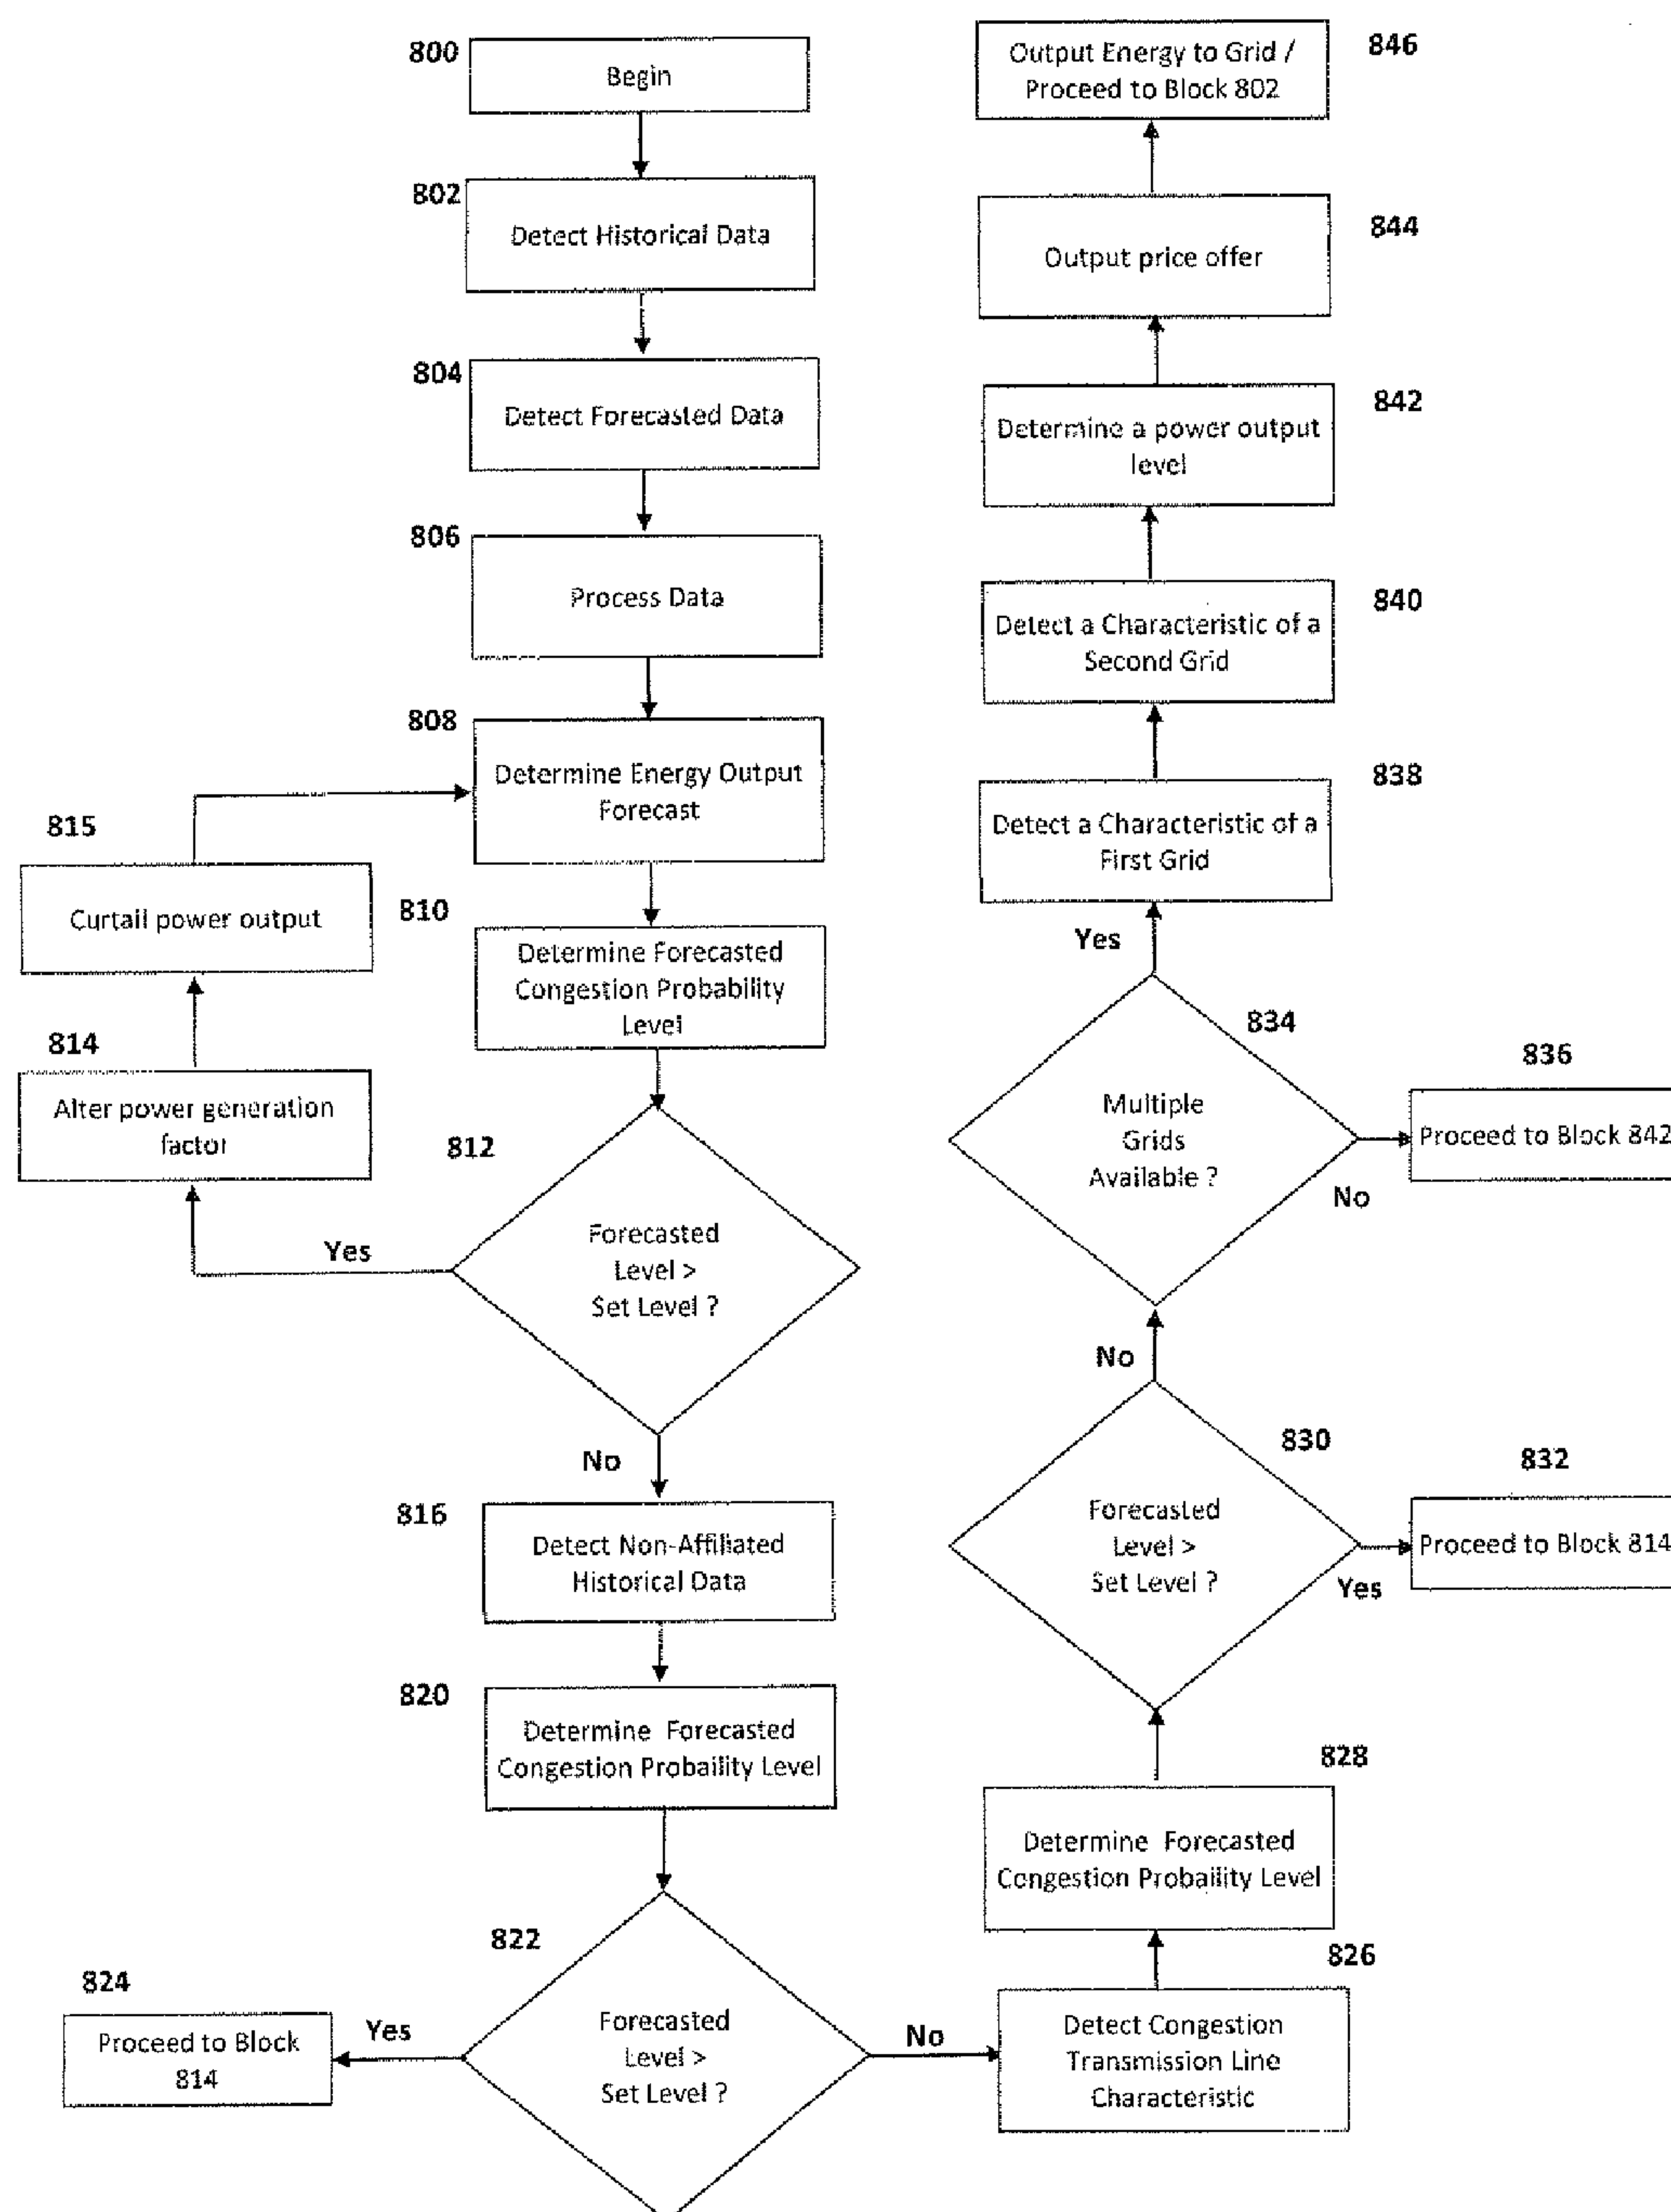 800
Begin
802
Detect Historical Data
804
Detect Forecasted Data
806
Process Data
808
Determine Energy Output
Forecast
815
Curtail power output
810
Determine Forecasted
Congestion Probability
Level
814
Alter power generation
factor
812
Forecasted
Level >
Set Level ?
Yes
No
816
Detect Non-Affiliated
Historical Data
820
Determine Forecasted
Congestion Probaility Level
822
Forecasted
Level >
Set Level ?
824
Yes
Proceed to Block
814
No
826
Detect Congestion
Transmission Line
Characteristic
828
Determine Forecasted
Congestion Probaility Level
830
Forecasted
Level >
Set Level ?
832
Proceed to Block 814
Yes
No
834
Multiple
Grids
Available ?
836
Proceed to Block 842
No
Yes
838
Detect a Characteristic of a
First Grid
840
Detect a Characteristic of a
Second Grid
842
Determine a power output
level
844
Output price offer
846
Output Energy to Grid /
Proceed to Block 802